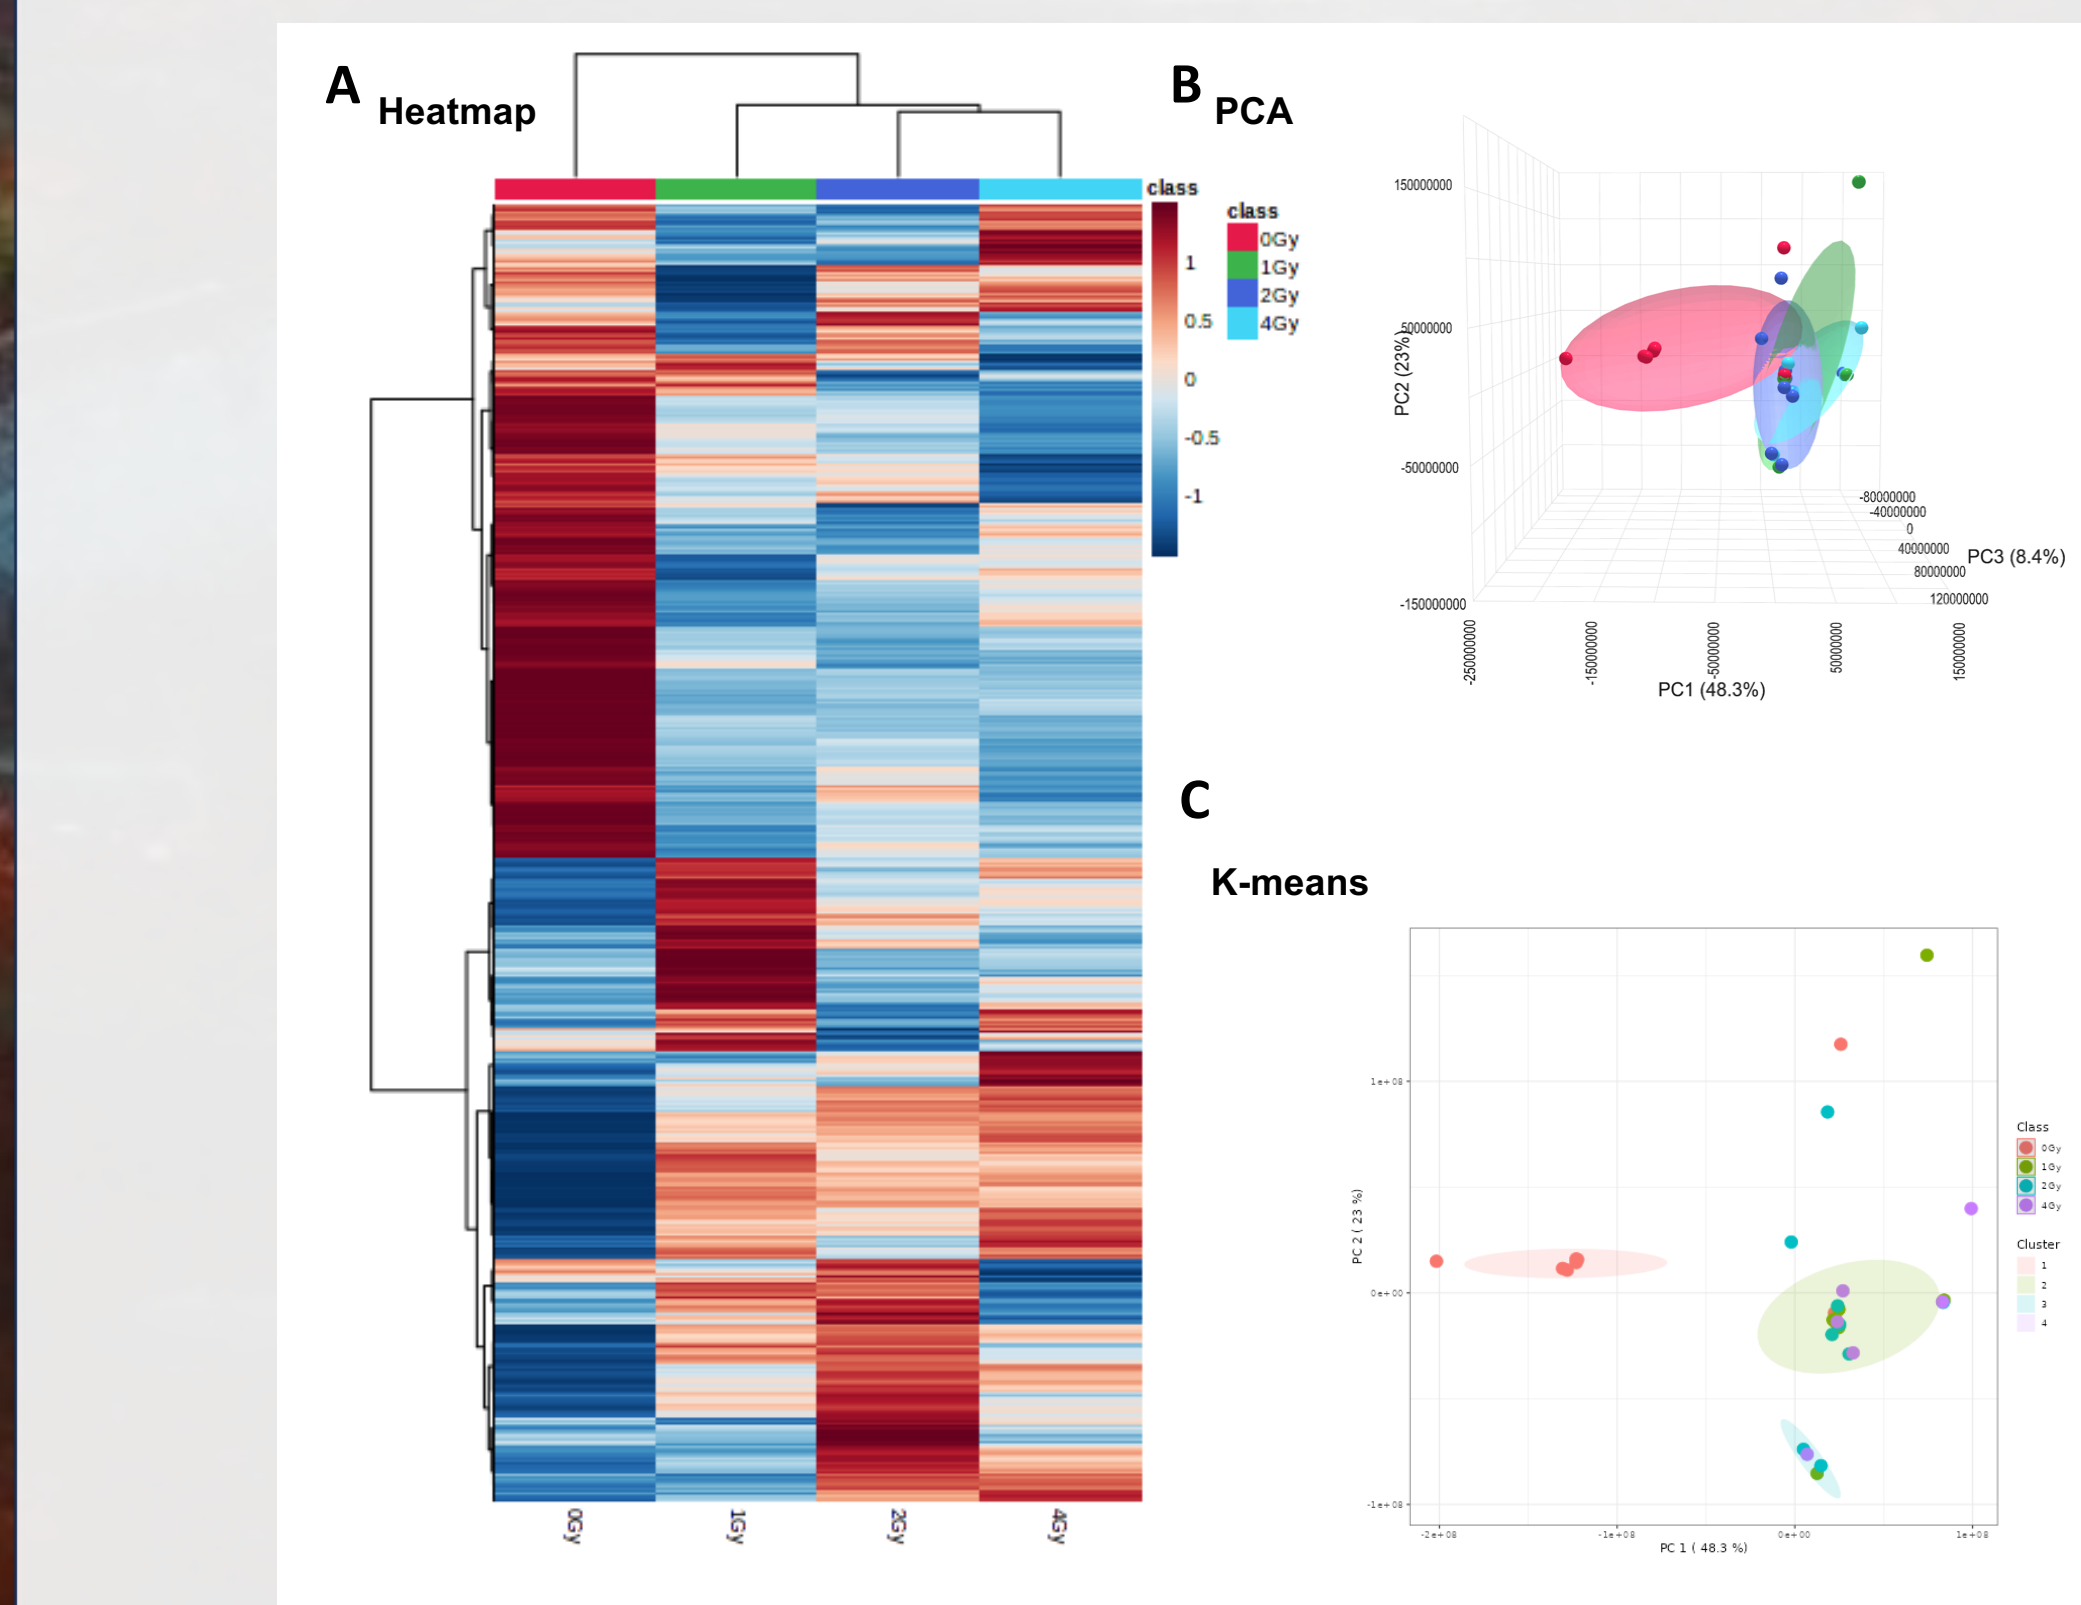 A
Heatmap
class
1
0.5
0
-0.5
-1
class
0Gy
1Gy
2Gy
4Gy
0Gy
1Gy
2Gy
4Gy
B
PCA
150000000
50000000
-50000000
-150000000
PC2 (23%)
-250000000
-150000000
-50000000
50000000
150000000
PC1 (48.3%)
-80000000
-40000000
0
40000000
80000000
120000000
PC3 (8.4%)
C
K-means
1e+08
0e+00
-1e+08
PC 2 ( 23 %)
-2e+08
-1e+08
0e+00
1e+08
PC 1 ( 48.3 %)
Class
0Gy
1Gy
2Gy
4Gy
Cluster
1
2
3
4